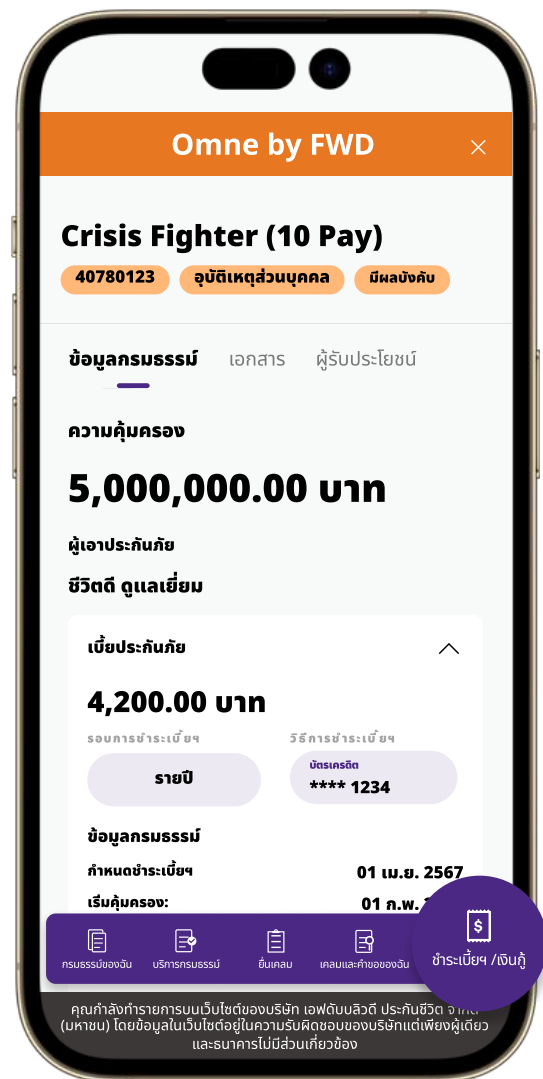 Omne by FWD
Crisis Fighter (10 Pay)
40780123 อุบัติเหตุส่วนบุคคล มีผลบังคับ
ข้อมูลกรมธรรม์ เอกสาร ผู้รับประโยชน์
ความคุ้มครอง
5,000,000.00 บาท
ผู้เอาประกันภัย
ชีวิตดี ดูแลเยี่ยม
เบี้ยประกันภัย
4,200.00 บาท
รอบการชำระเบี้ยฯ วิธีการชำระเบี้ยฯ
รายปี
บัตรเครดิต
**** 1234
ข้อมูลกรมธรรม์
กำหนดชำระเบี้ยฯ 01 เม.ย. 2567
เริ่มคุ้มครอง: 01 ก.พ.
กรมธรรม์ของฉัน บริการกรมธรรม์ ยื่นเคลม เคลมและคำขอของฉัน ชำระเบี้ยฯ /เงินกู้
คุณกำลังทำรายการบนเว็บไซต์ของบริษัท เอฟดับบลิวดี ประกันชีวิต จำกัด
(มหาชน) โดยข้อมูลในเว็บไซต์อยู่ในความรับผิดชอบของบริษัทแต่เพียงผู้เดียว
และธนาคารไม่มีส่วนเกี่ยวข้อง